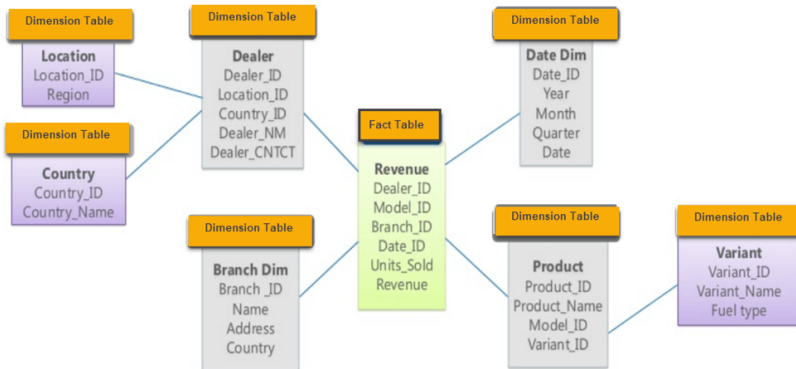 Dimension Table
Location
Location_ID
Region
Dimension Table
Country
Country_ID
Country_Name
Dimension Table
Dealer
Dealer_ID
Location_ID
Country_ID
Dealer_NM
Dealer_CNTCT
Dimension Table
Branch Dim
Branch _ID
Name
Address
Country
Fact Table
Revenue
Dealer_ID
Model_ID
Branch_ID
Date_ID
Units_Sold
Revenue
Dimension Table
Date Dim
Date_ID
Year
Month
Quarter
Date
Dimension Table
Product
Product_ID
Product_Name
Model_ID
Variant_ID
Dimension Table
Variant
Variant_ID
Variant_Name
Fuel type